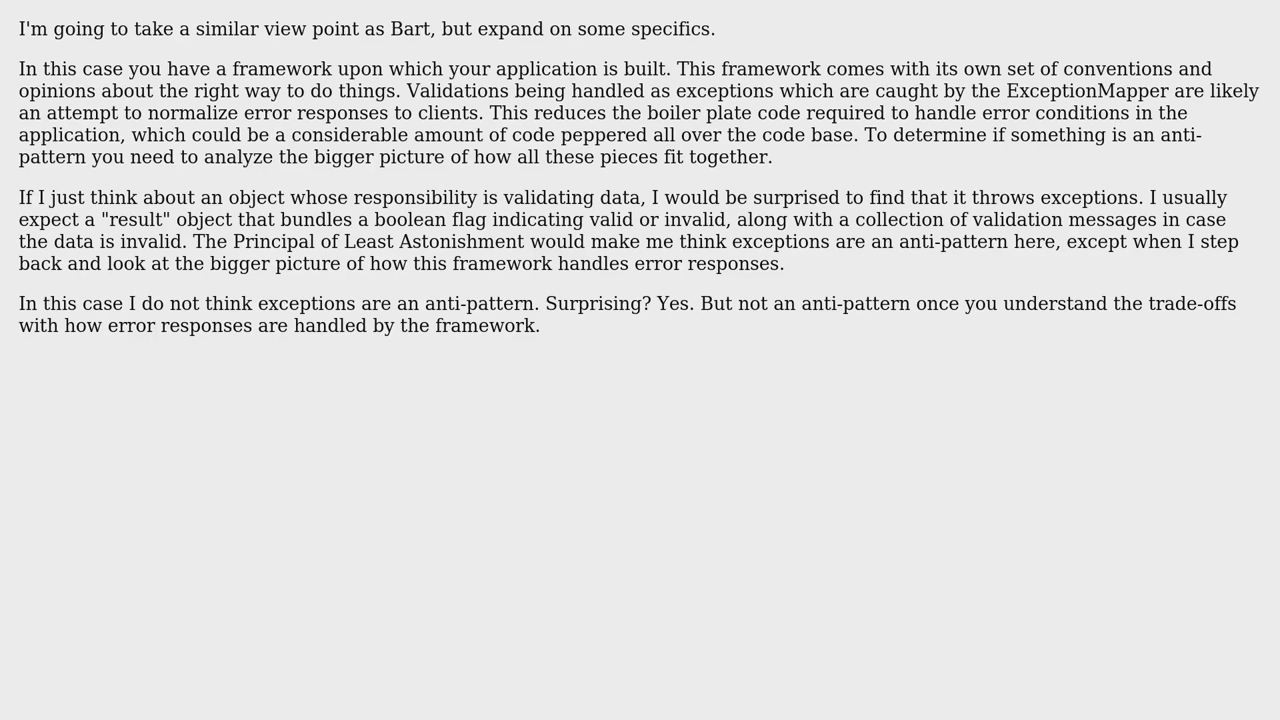 I'm going to take a similar view point as Bart, but expand on some specifics.
In this case you have a framework upon which your application is built. This framework comes with its own set of conventions and
opinions about the right way to do things. Validations being handled as exceptions which are caught by the ExceptionMapper are likely
an attempt to normalize error responses to clients. This reduces the boiler plate code required to handle error conditions in the
application, which could be a considerable amount of code peppered all over the code base. To determine if something is an anti-
pattern you need to analyze the bigger picture of how all these pieces fit together.
If I just think about an object whose responsibility is validating data, I would be surprised to find that it throws exceptions. I usually
expect a "result" object that bundles a boolean flag indicating valid or invalid, along with a collection of validation messages in case
the data is invalid. The Principal of Least Astonishment would make me think exceptions are an anti-pattern here, except when I step
back and look at the bigger picture of how this framework handles error responses.
In this case I do not think exceptions are an anti-pattern. Surprising? Yes. But not an anti-pattern once you understand the trade-offs
with how error responses are handled by the framework.